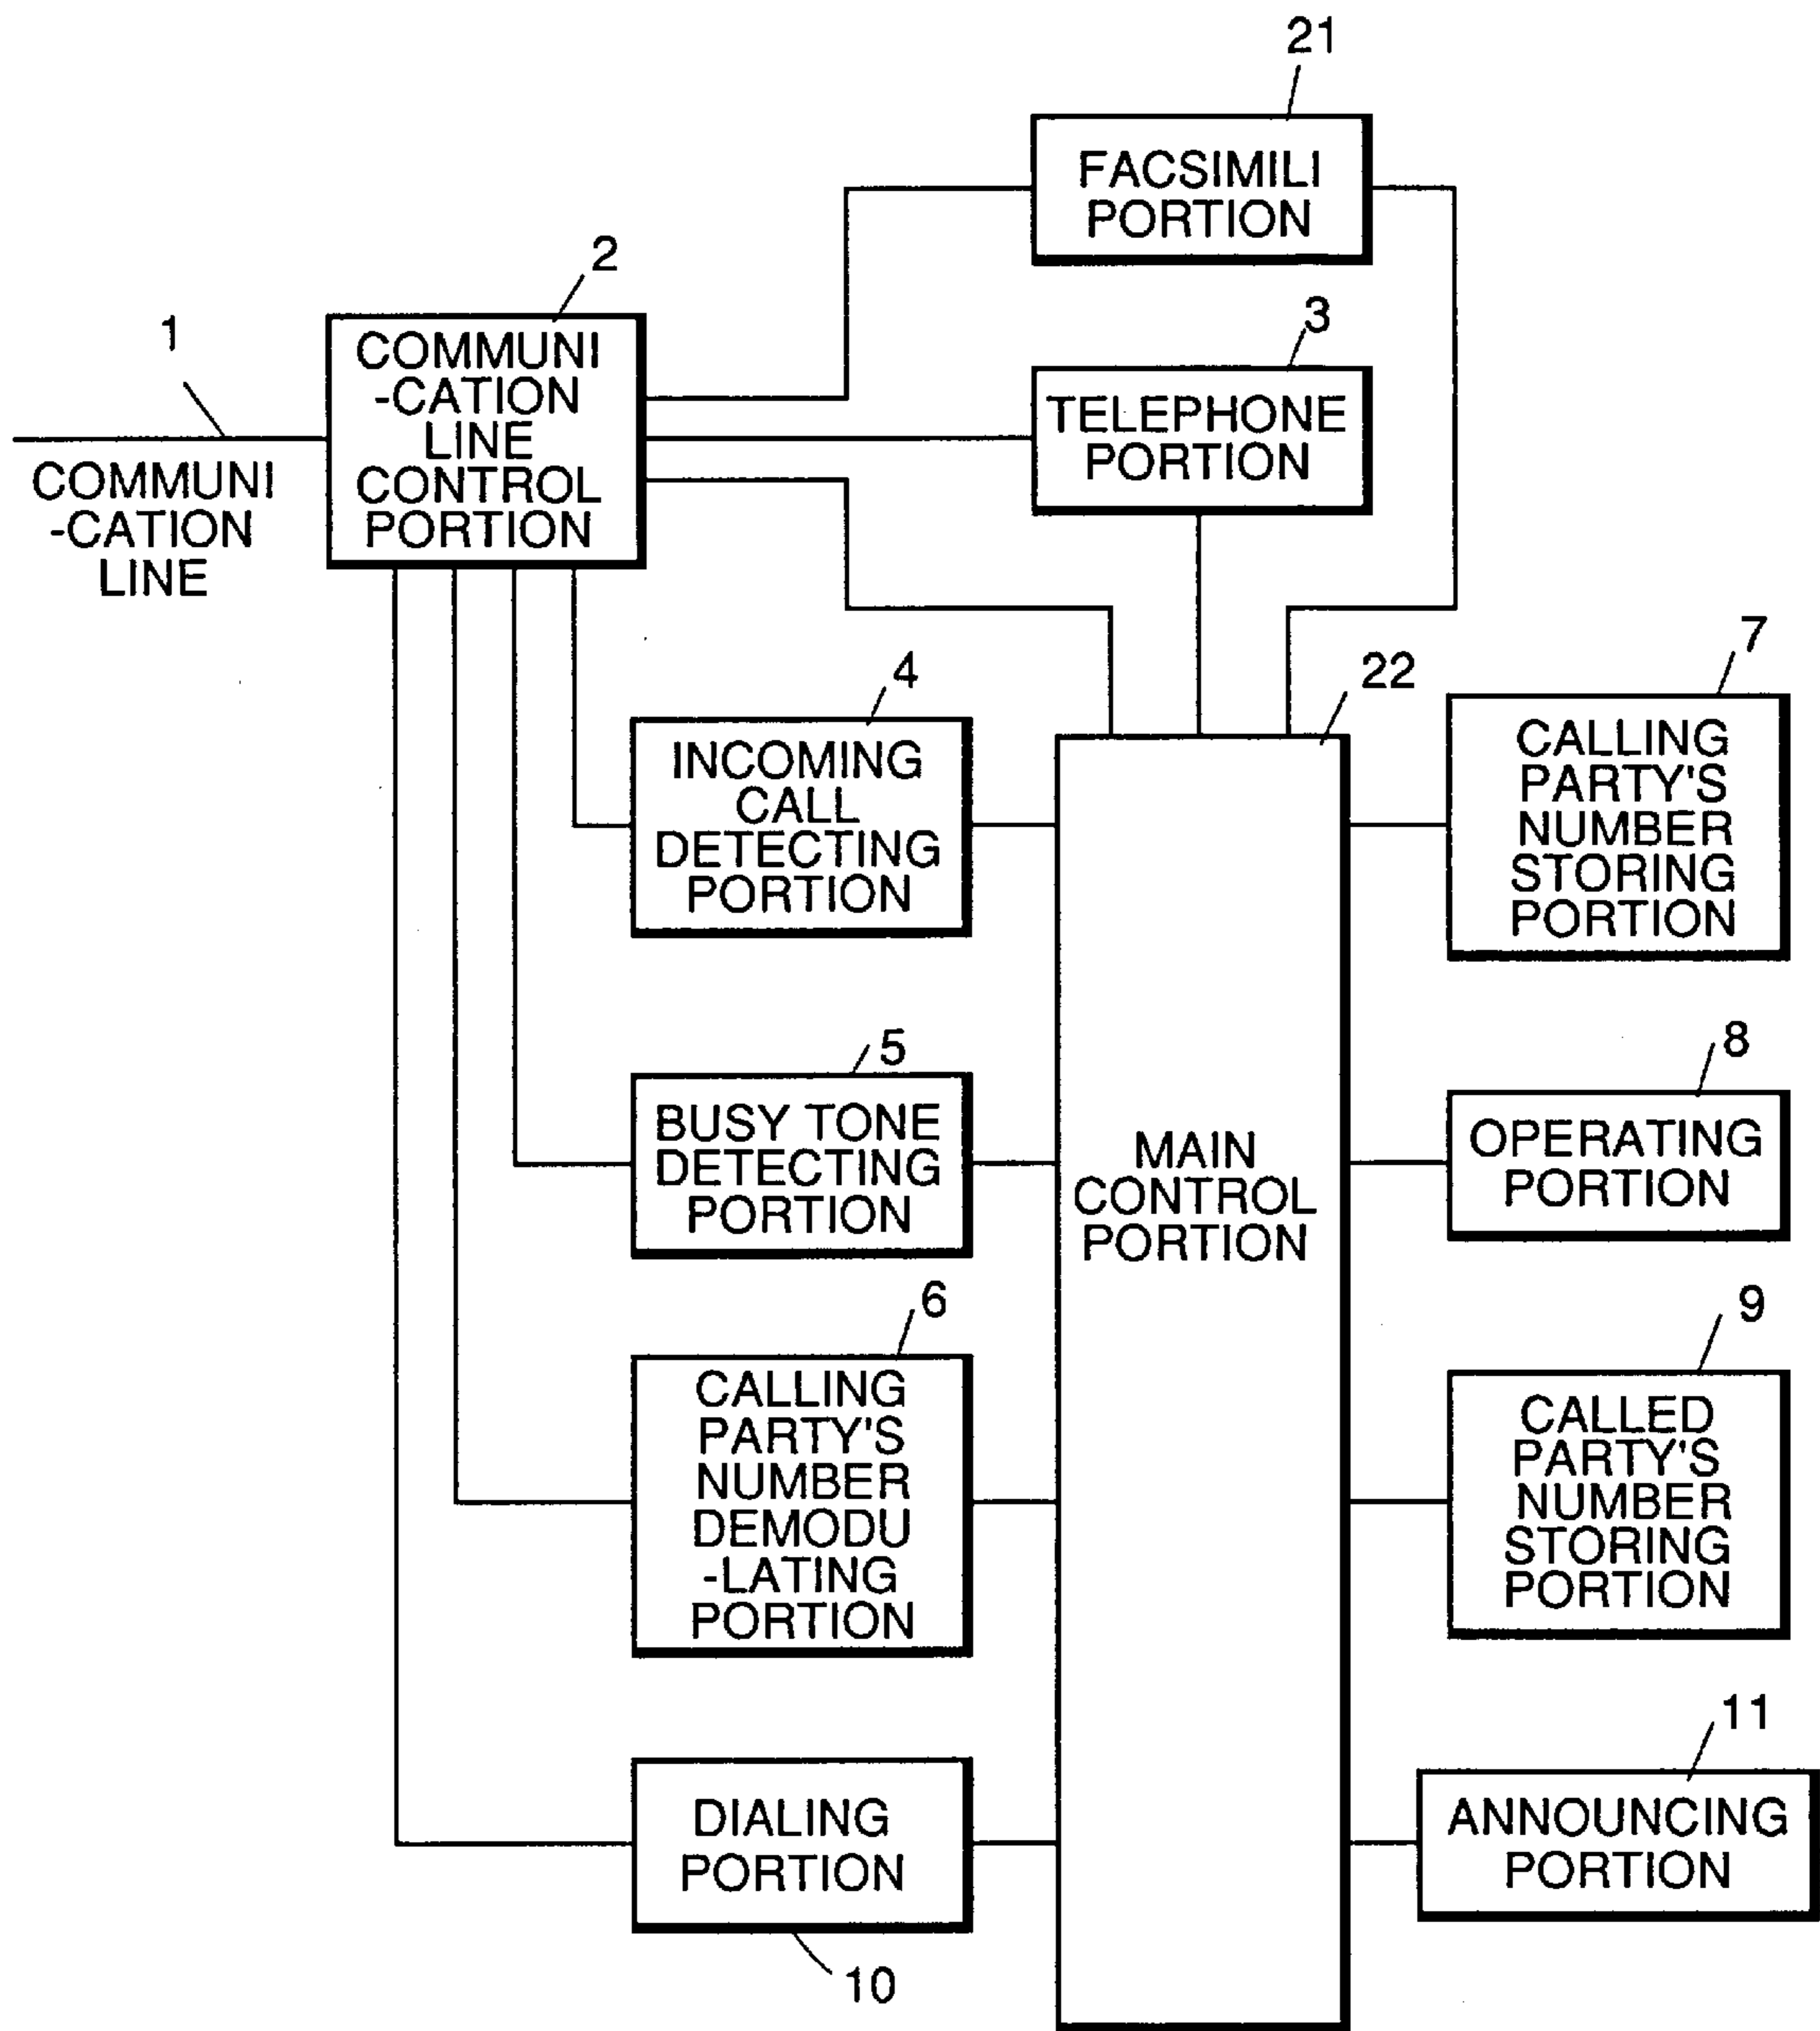 21
FACSIMILI
PORTION
2
COMMUNI
-CATION
LINE
CONTROL
PORTION
1
COMMUNI
-CATION
LINE
3
TELEPHONE
PORTION
4
INCOMING
CALL
DETECTING
PORTION
22
MAIN
CONTROL
PORTION
7
CALLING
PARTY'S
NUMBER
STORING
PORTION
5
BUSY TONE
DETECTING
PORTION
8
OPERATING
PORTION
6
CALLING
PARTY'S
NUMBER
DEMODU
-LATING
PORTION
9
CALLED
PARTY'S
NUMBER
STORING
PORTION
DIALING
PORTION
10
11
ANNOUNCING
PORTION